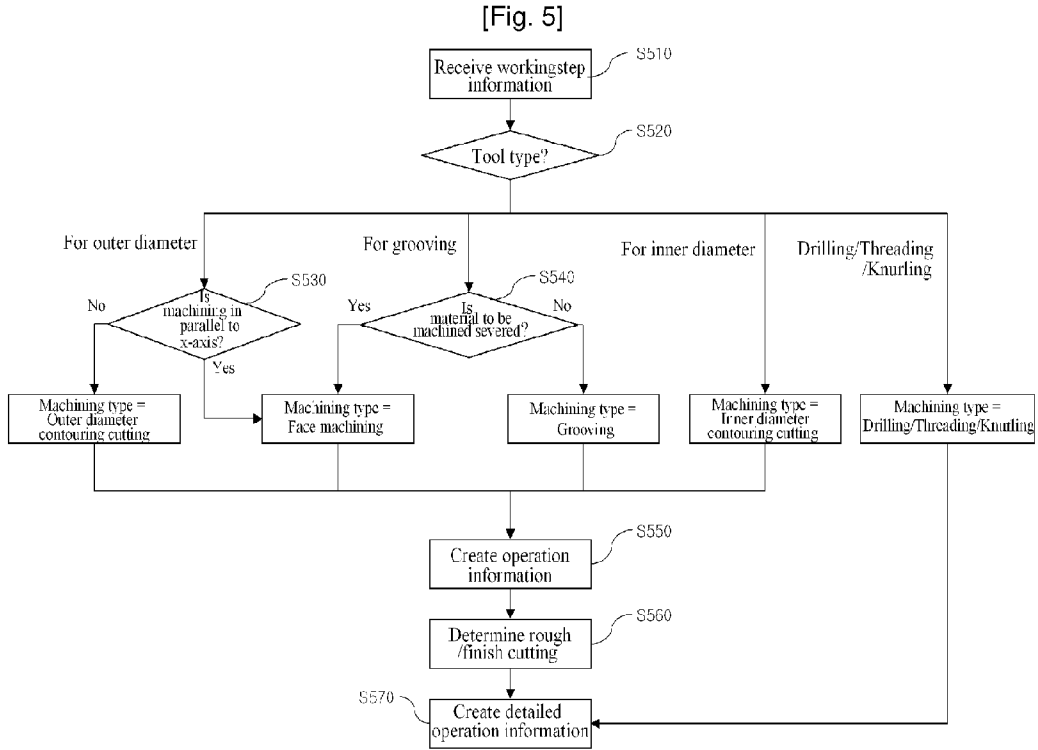 [Fig. 5]
S510
Receive workingstep
information
S520
Tool type?
For outer diameter
For grooving
For inner diameter
Drilling/Threading
/Knurling
S530
No
Is
machining in
parallel to
x-axis?
Yes
S540
Yes
Is
material to be
machined severed?
No
Machining type =
Outer diameter
contouring cutting
Machining type =
Face machining
Machining type =
Grooving
Machining type =
Inner diameter
contouring cutting
Machining type =
Drilling/Threading/Knurling
S550
Create operation
information
S560
Determine rough
/finish cutting
S570
Create detailed
operation information